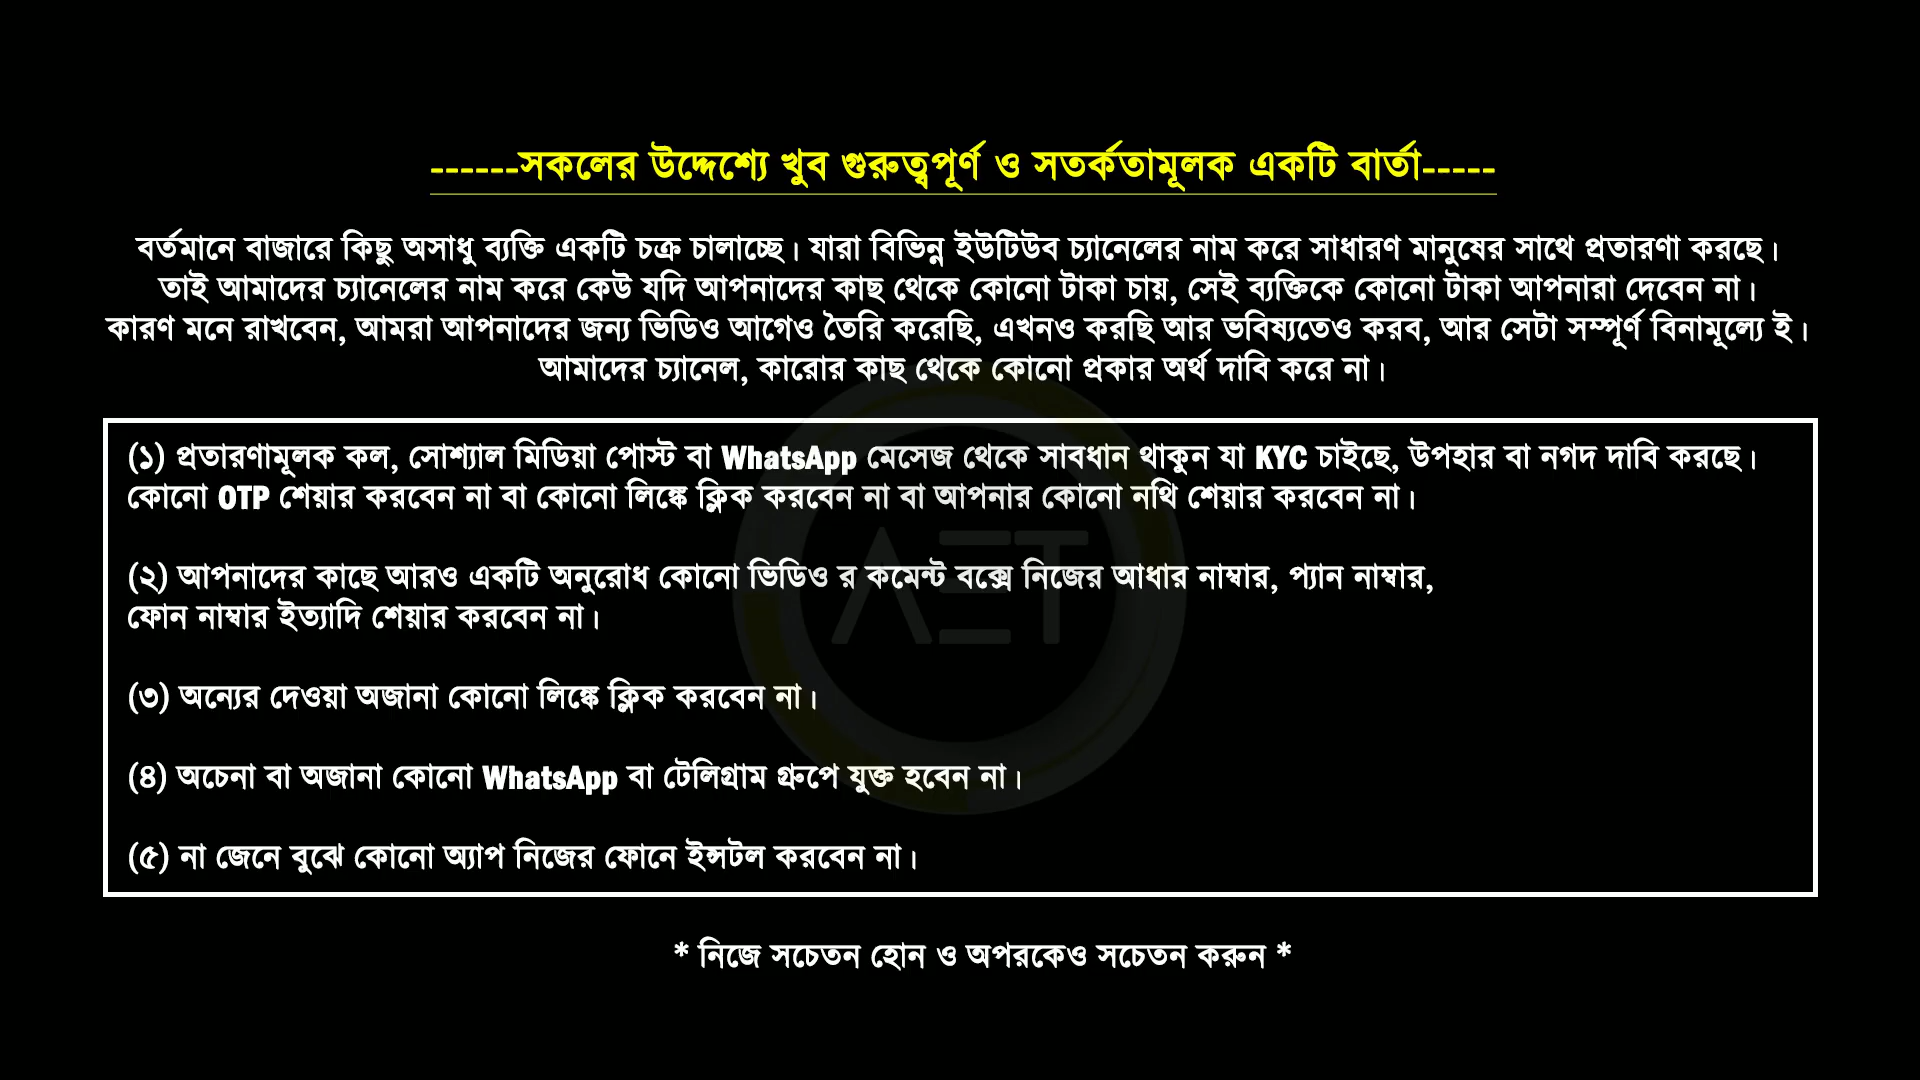 ------সকলের উদ্দেশ্যে খুব গুরুত্বপূর্ণ ও সতর্কতামূলক একটি বার্তা-----
বর্তমানে বাজারে কিছু অসাধু ব্যক্তি একটি চক্র চালাচ্ছে। যারা বিভিন্ন ইউটিউব চ্যানেলের নাম করে সাধারণ মানুষের সাথে প্রতারণা করছে।
তাই আমাদের চ্যানেলের নাম করে কেউ যদি আপনাদের কাছ থেকে কোনো টাকা চায়, সেই ব্যক্তিকে কোনো টাকা আপনারা দেবেন না।
কারণ মনে রাখবেন, আমরা আপনাদের জন্য ভিডিও আগেও তৈরি করেছি, এখনও করছি আর ভবিষ্যতেও করব, আর সেটা সম্পূর্ণ বিনামূল্যে ই।
আমাদের চ্যানেল, কারোর কাছ থেকে কোনো প্রকার অর্থ দাবি করে না।
(১) প্রতারণামূলক কল, সোশ্যাল মিডিয়া পোস্ট বা WhatsApp মেসেজ থেকে সাবধান থাকুন যা KYC চাইছে, উপহার বা নগদ দাবি করছে।
কোনো OTP শেয়ার করবেন না বা কোনো লিঙ্কে ক্লিক করবেন না বা আপনার কোনো নথি শেয়ার করবেন না।
(২) আপনাদের কাছে আরও একটি অনুরোধ কোনো ভিডিও র কমেন্ট বক্সে নিজের আধার নাম্বার, প্যান নাম্বার,
ফোন নাম্বার ইত্যাদি শেয়ার করবেন না।
AET
(৩) অন্যের দেওয়া অজানা কোনো লিঙ্কে ক্লিক করবেন না।
(৪) অচেনা বা অজানা কোনো WhatsApp বা টেলিগ্রাম গ্রুপে যুক্ত হবেন না।
(৫) না জেনে বুঝে কোনো অ্যাপ নিজের ফোনে ইন্সটল করবেন না।
* নিজে সচেতন হোন ও অপরকেও সচেতন করুন *